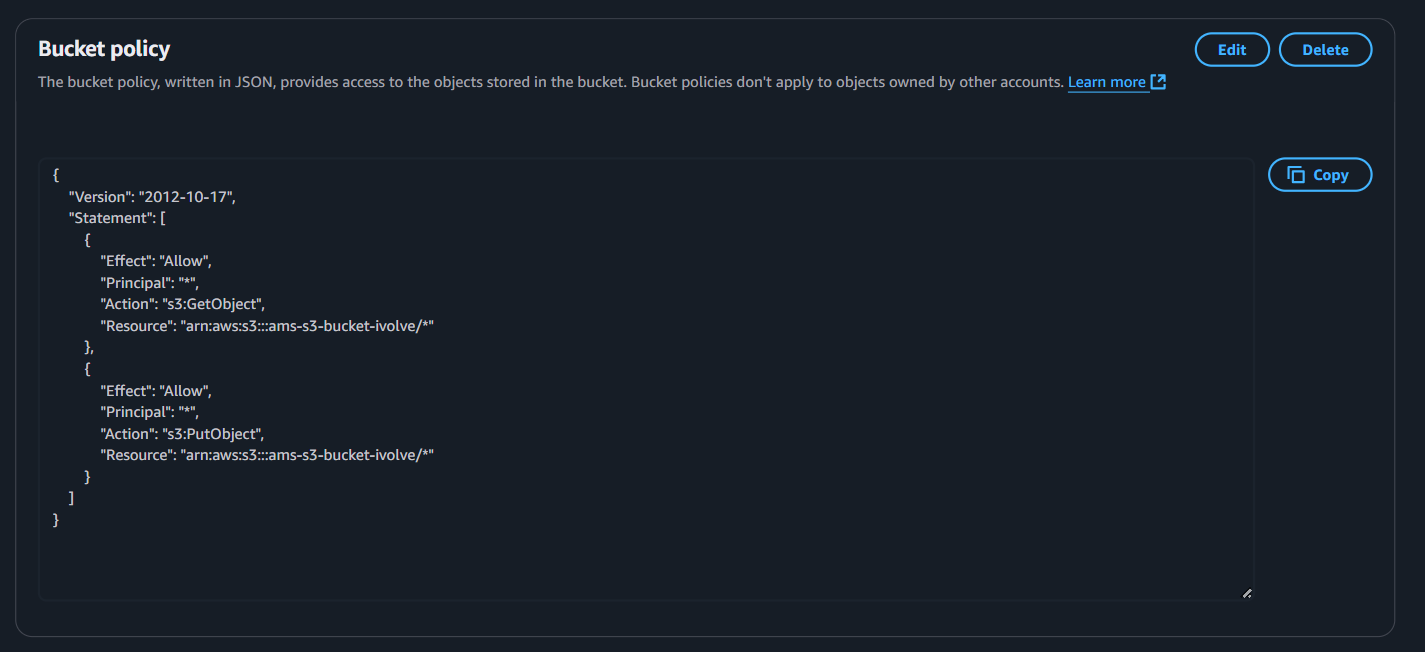 Bucket policy
Edit
Delete
The bucket policy, written in JSON, provides access to the objects stored in the bucket. Bucket policies don't apply to objects owned by other accounts. Learn more
Copy
{
"Version": "2012-10-17",
"Statement": [
{
"Effect": "Allow",
"Principal": "*",
"Action": "s3:GetObject",
"Resource": "arn:aws:s3:::ams-s3-bucket-ivolve/*"
},
{
"Effect": "Allow",
"Principal": "*",
"Action": "s3:PutObject",
"Resource": "arn:aws:s3:::ams-s3-bucket-ivolve/*"
}
]
}